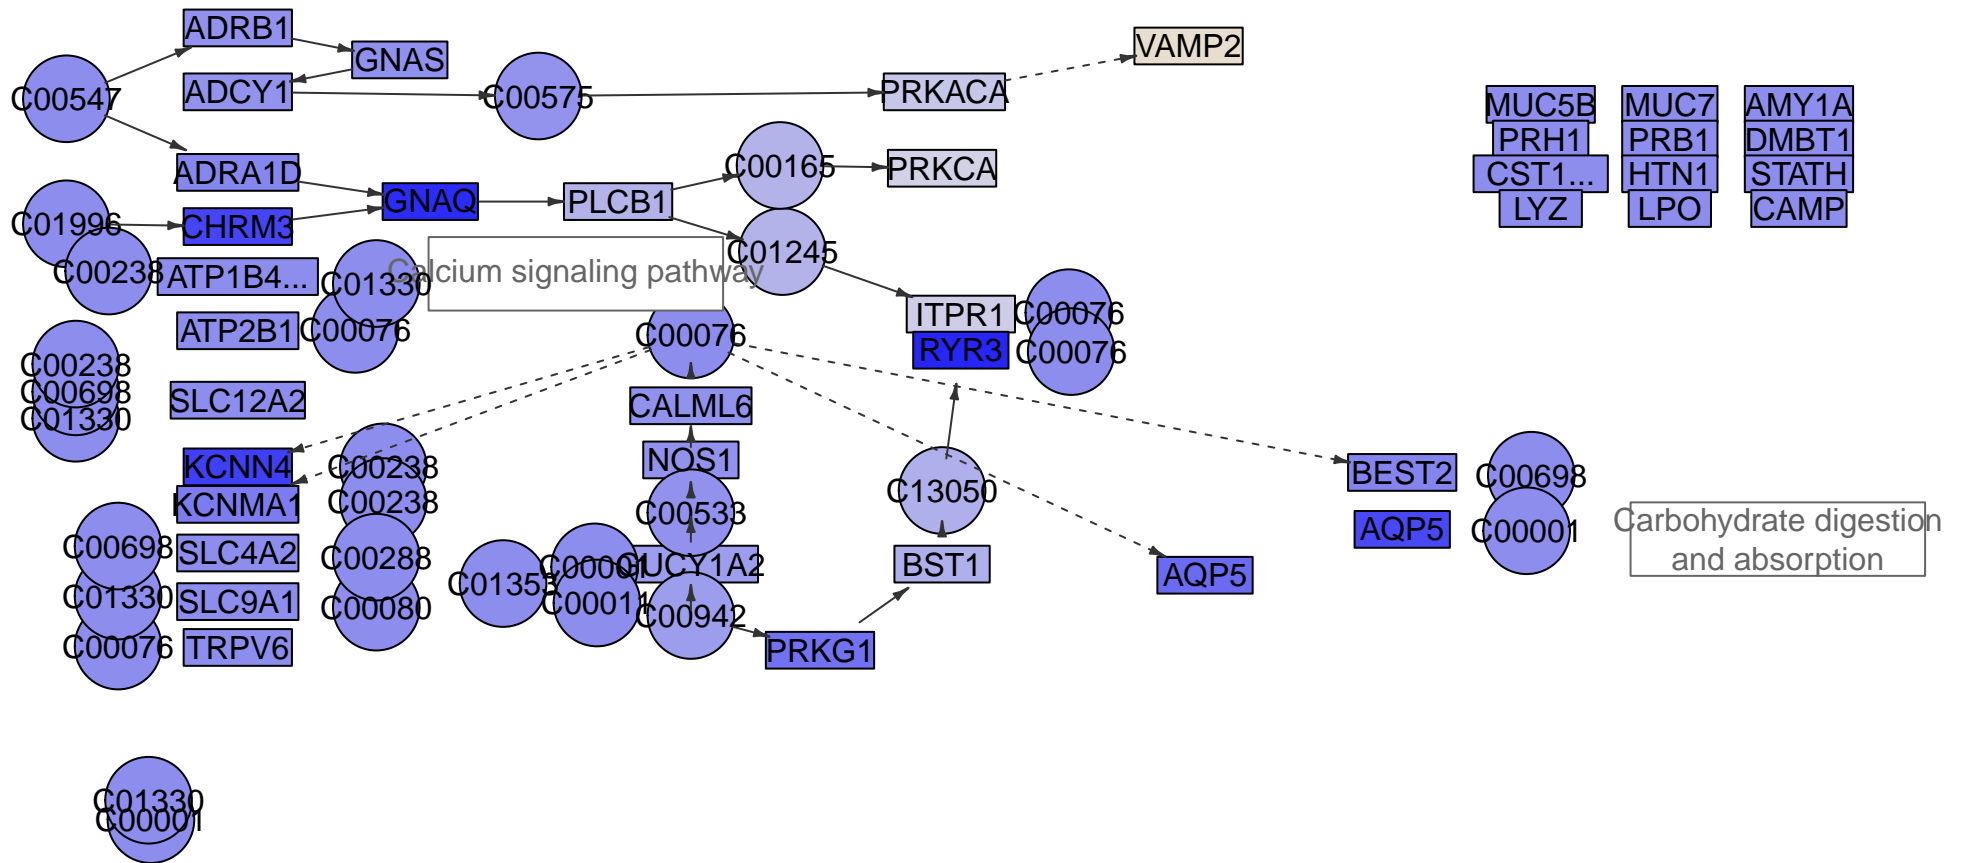 ADRB1
GNAS
VAMP2
C00547
ADCY1
C00575
PRKACA
MUC5B
MUC7
AMY1A
PRH1
PRB1
DMBT1
ADRA1D
C00165
PRKCA
CST1...
HTN1
STATH
GNAQ
PLCB1
LYZ
LPO
CAMP
C01996
CHRM3
C01245
C00238
ATP1B4...
C01330
Calcium signaling pathway
ITPR1
C00076
ATP2B1
C00076
C00076
RYR3
C00076
C00238
C00698
C01330
SLC12A2
CALML6
KCNN4
C00238
NOS1
BEST2
C00698
KCNMA1
C00238
C00533
C13050
AQP5
C00001
Carbohydrate digestion
and absorption
C00698
SLC4A2
C00288
C01353
C00001
GUCY1A2
BST1
AQP5
C01330
SLC9A1
C00080
C00011
C00942
C00076
TRPV6
PRKG1
C01330
C00001